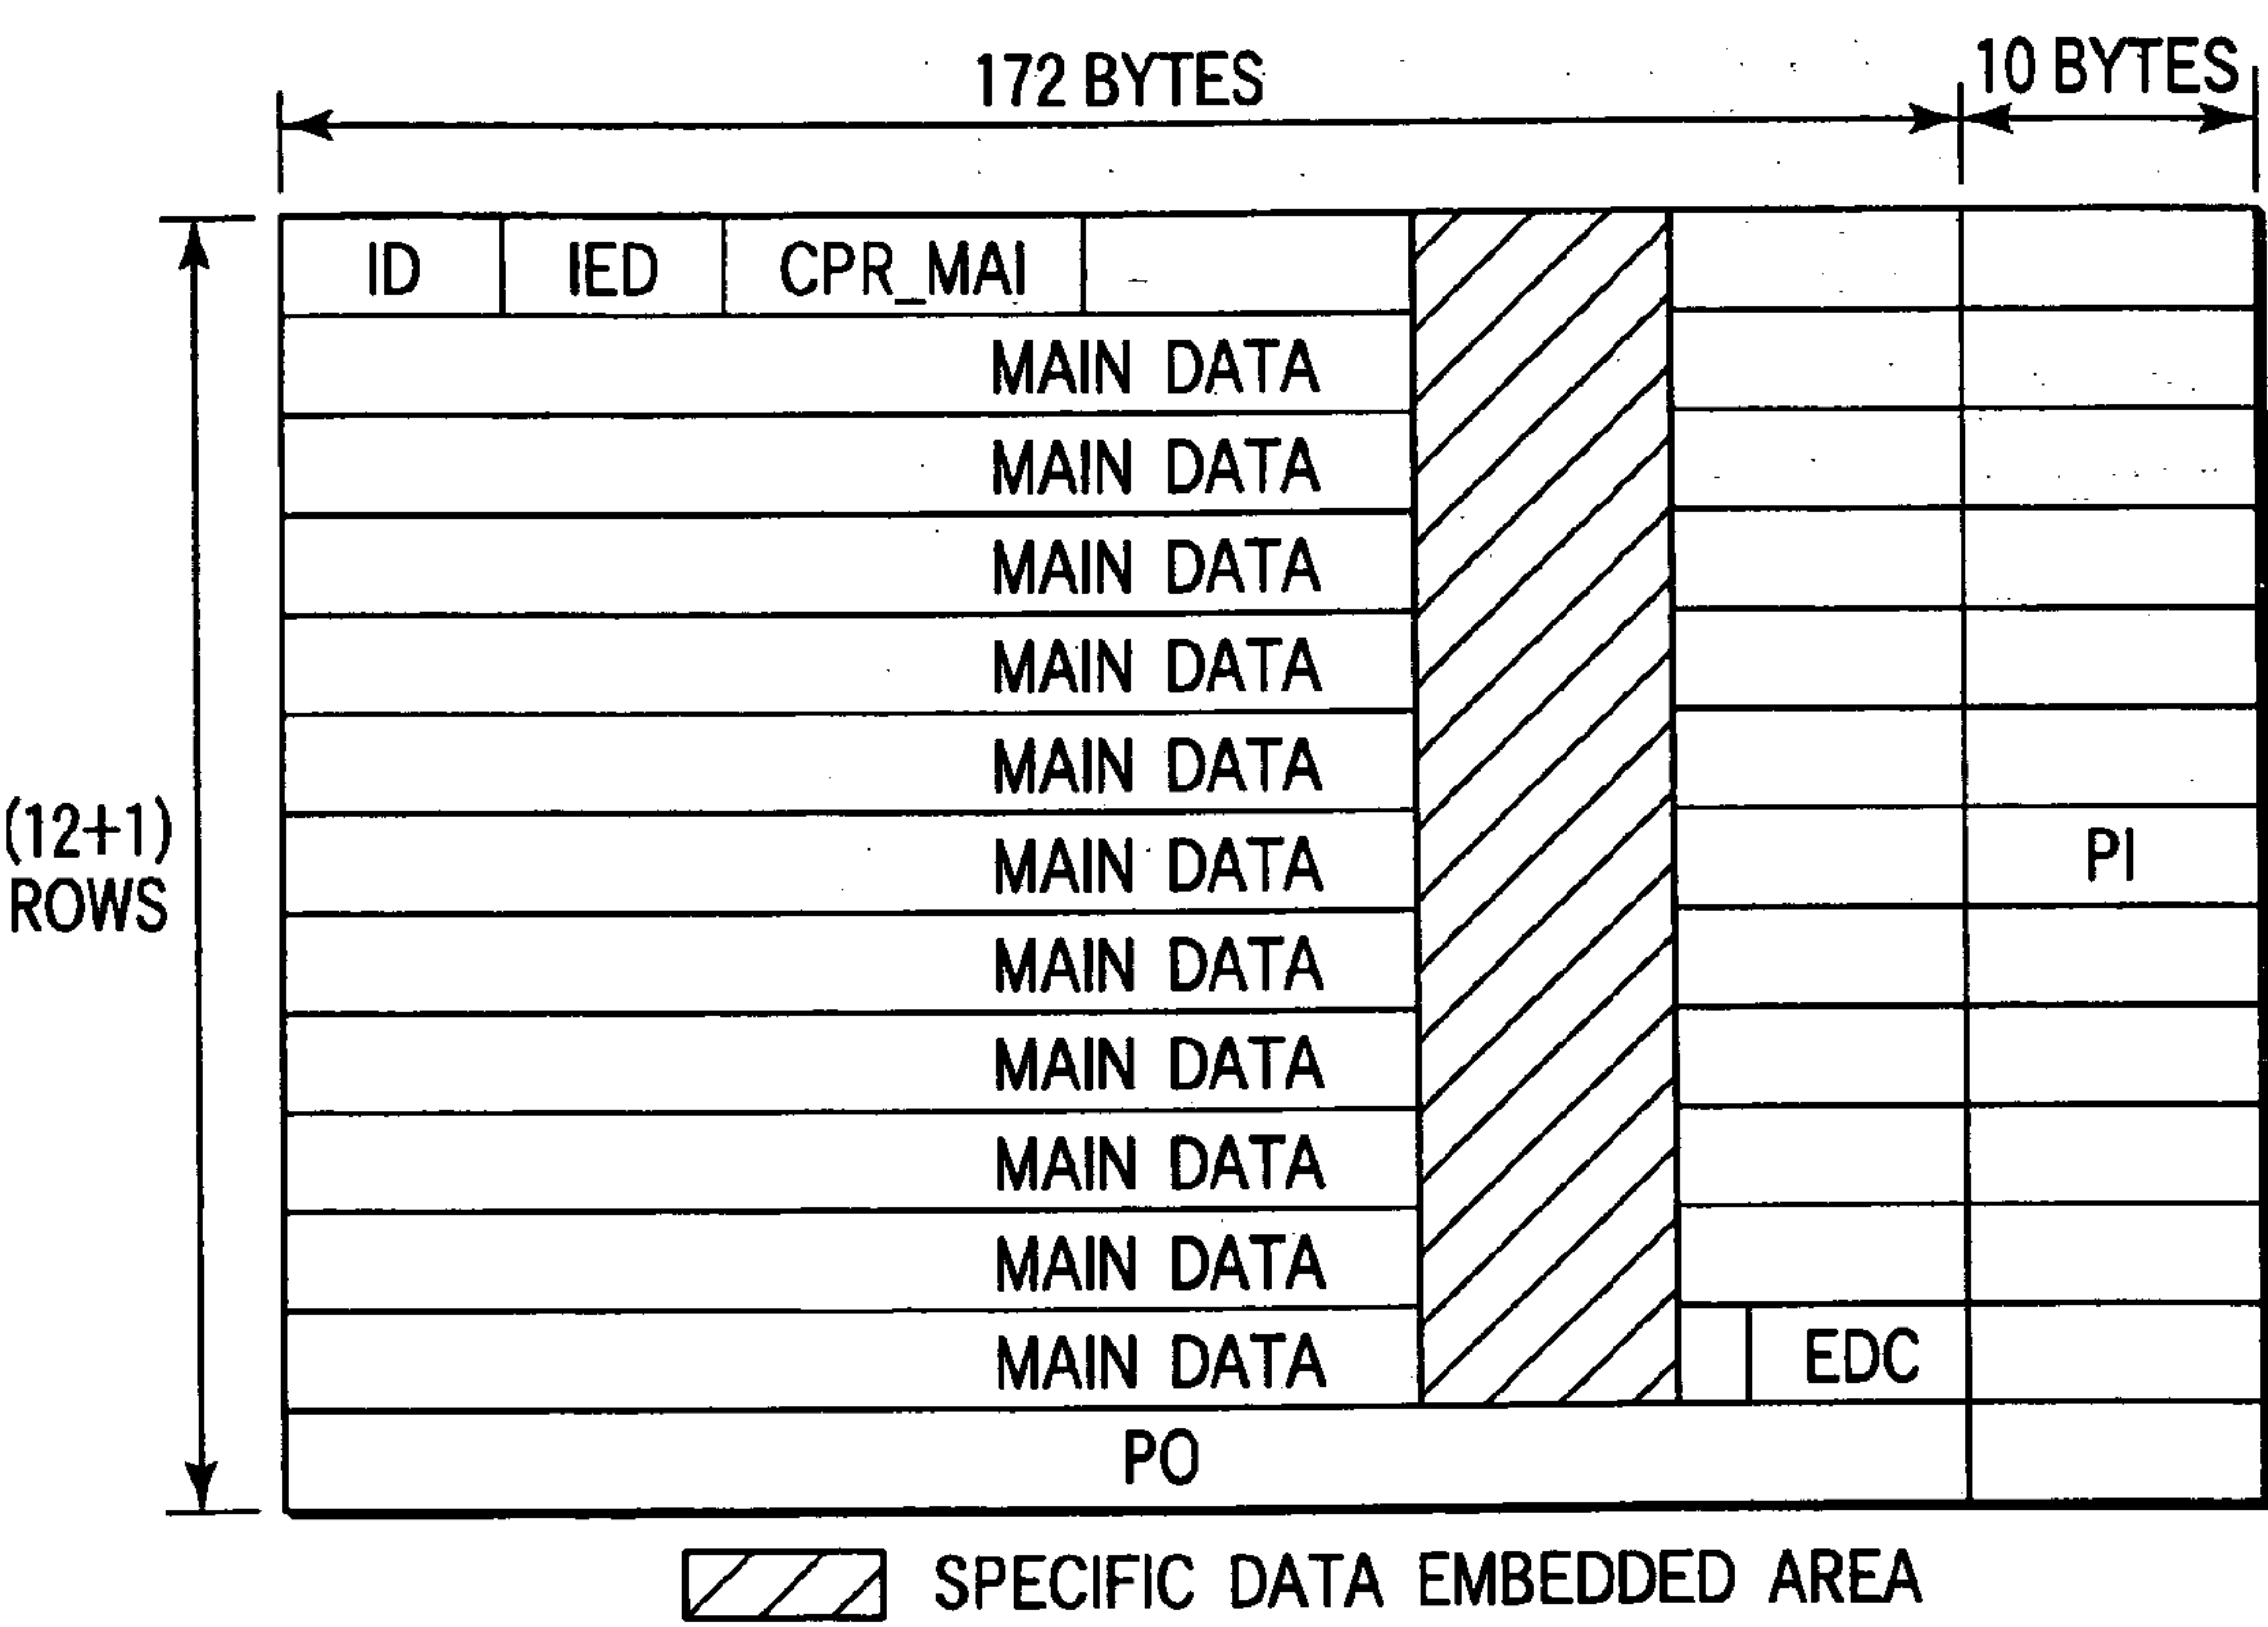 172 BYTES 10 BYTES
ID IED CPR_MAI
MAIN DATA
MAIN DATA
MAIN DATA
MAIN DATA
MAIN DATA
(12+1)
ROWS
MAIN DATA PI
MAIN DATA
MAIN DATA
MAIN DATA
MAIN DATA
MAIN DATA EDC
PO
SPECIFIC DATA EMBEDDED AREA